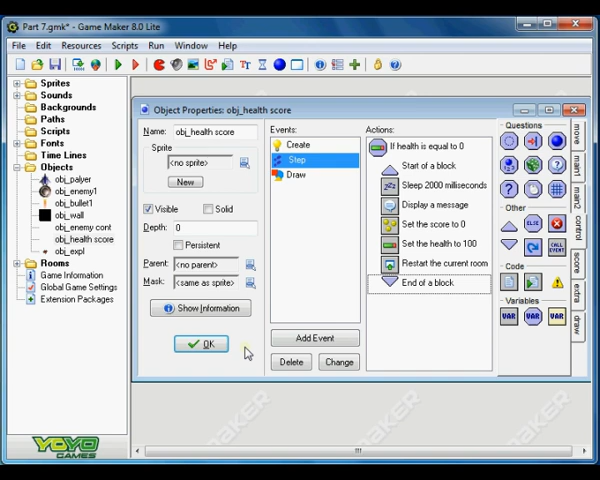 Part 7.gmk* - Game Maker 8.0 Lite
File Edit Resources Scripts Run Window Help
Sprites
Sounds
Backgrounds
Paths
Scripts
Fonts
Time Lines
Objects
obj_palyer
obj_enemy1
obj_bullet1
obj_wall
obj_enemy cont
obj_health score
obj_expl
Rooms
Game Information
Global Game Settings
Extension Packages
YOYO
GAMES
Object Properties: obj_health score
Name: obj_health score
Sprite
<no sprite>
New
Visible Solid
Depth: 0
Persistent
Parent: <no parent>
Mask: <same as sprite>
Show Information
OK
Events:
Create
Step
Draw
Add Event
Delete Change
Actions:
If health is equal to 0
Start of a block
Sleep 2000 milliseconds
Display a message
Set the score to 0
Set the health to 100
Restart the current room
End of a block
Questions
Other
ELSE
CALL
EVENT
Code
Variables
VAR VAR VAR
move
main1
main2
control
score
extra
draw